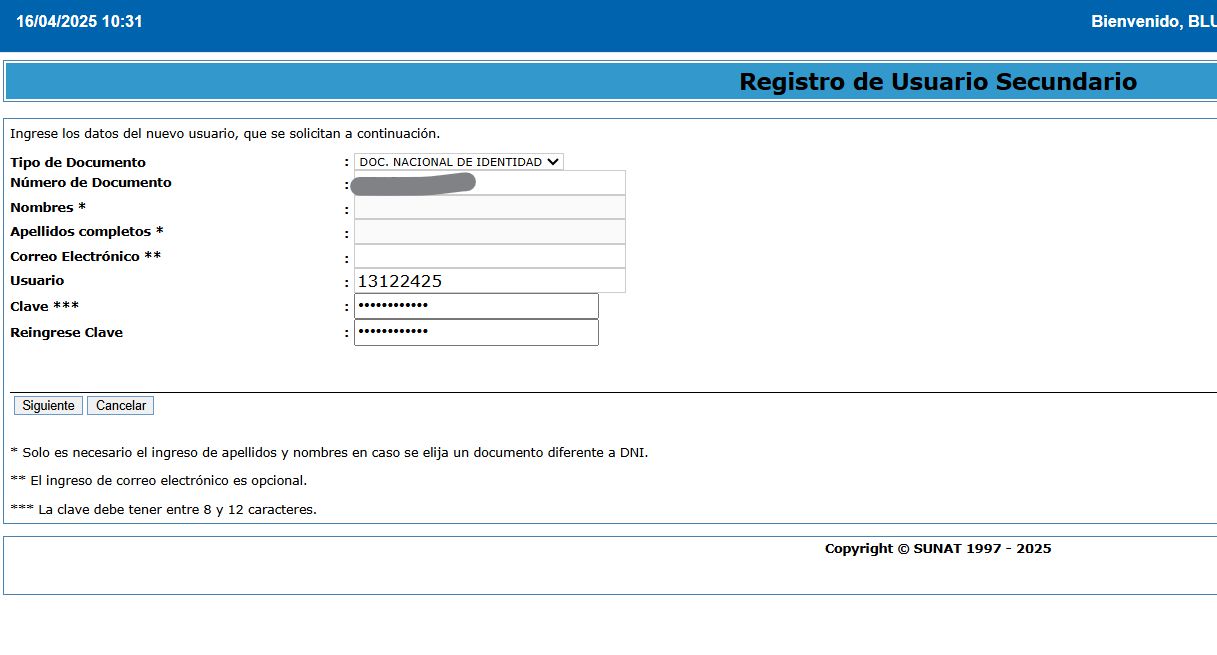 16/04/2025 10:31
Bienvenido, BLU
Registro de Usuario Secundario
Ingrese los datos del nuevo usuario, que se solicitan a continuación.
Tipo de Documento : DOC. NACIONAL DE IDENTIDAD
Número de Documento :
Nombres * :
Apellidos completos * :
Correo Electrónico ** :
Usuario : 13122425
Clave *** : ••••••••••••
Reingrese Clave : ••••••••••••
Siguiente Cancelar
* Solo es necesario el ingreso de apellidos y nombres en caso se elija un documento diferente a DNI.
** El ingreso de correo electrónico es opcional.
*** La clave debe tener entre 8 y 12 caracteres.
Copyright © SUNAT 1997 - 2025